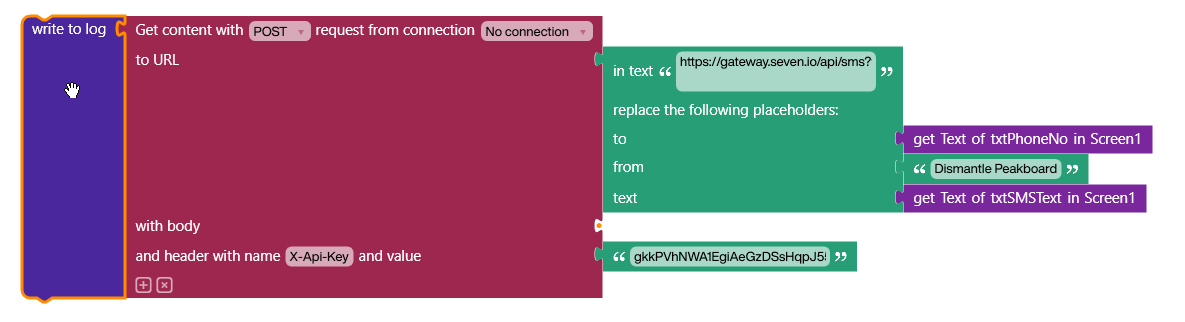 write to log Get content with POST request from connection No connection
to URL
in text “ https://gateway.seven.io/api/sms? ”
replace the following placeholders:
to get Text of txtPhoneNo in Screen1
from “ Dismantle Peakboard ”
text get Text of txtSMSText in Screen1
with body
and header with name X-Api-Key and value “ gkkPVhNWA1EgiAeGzDSsHqpJ5 ”